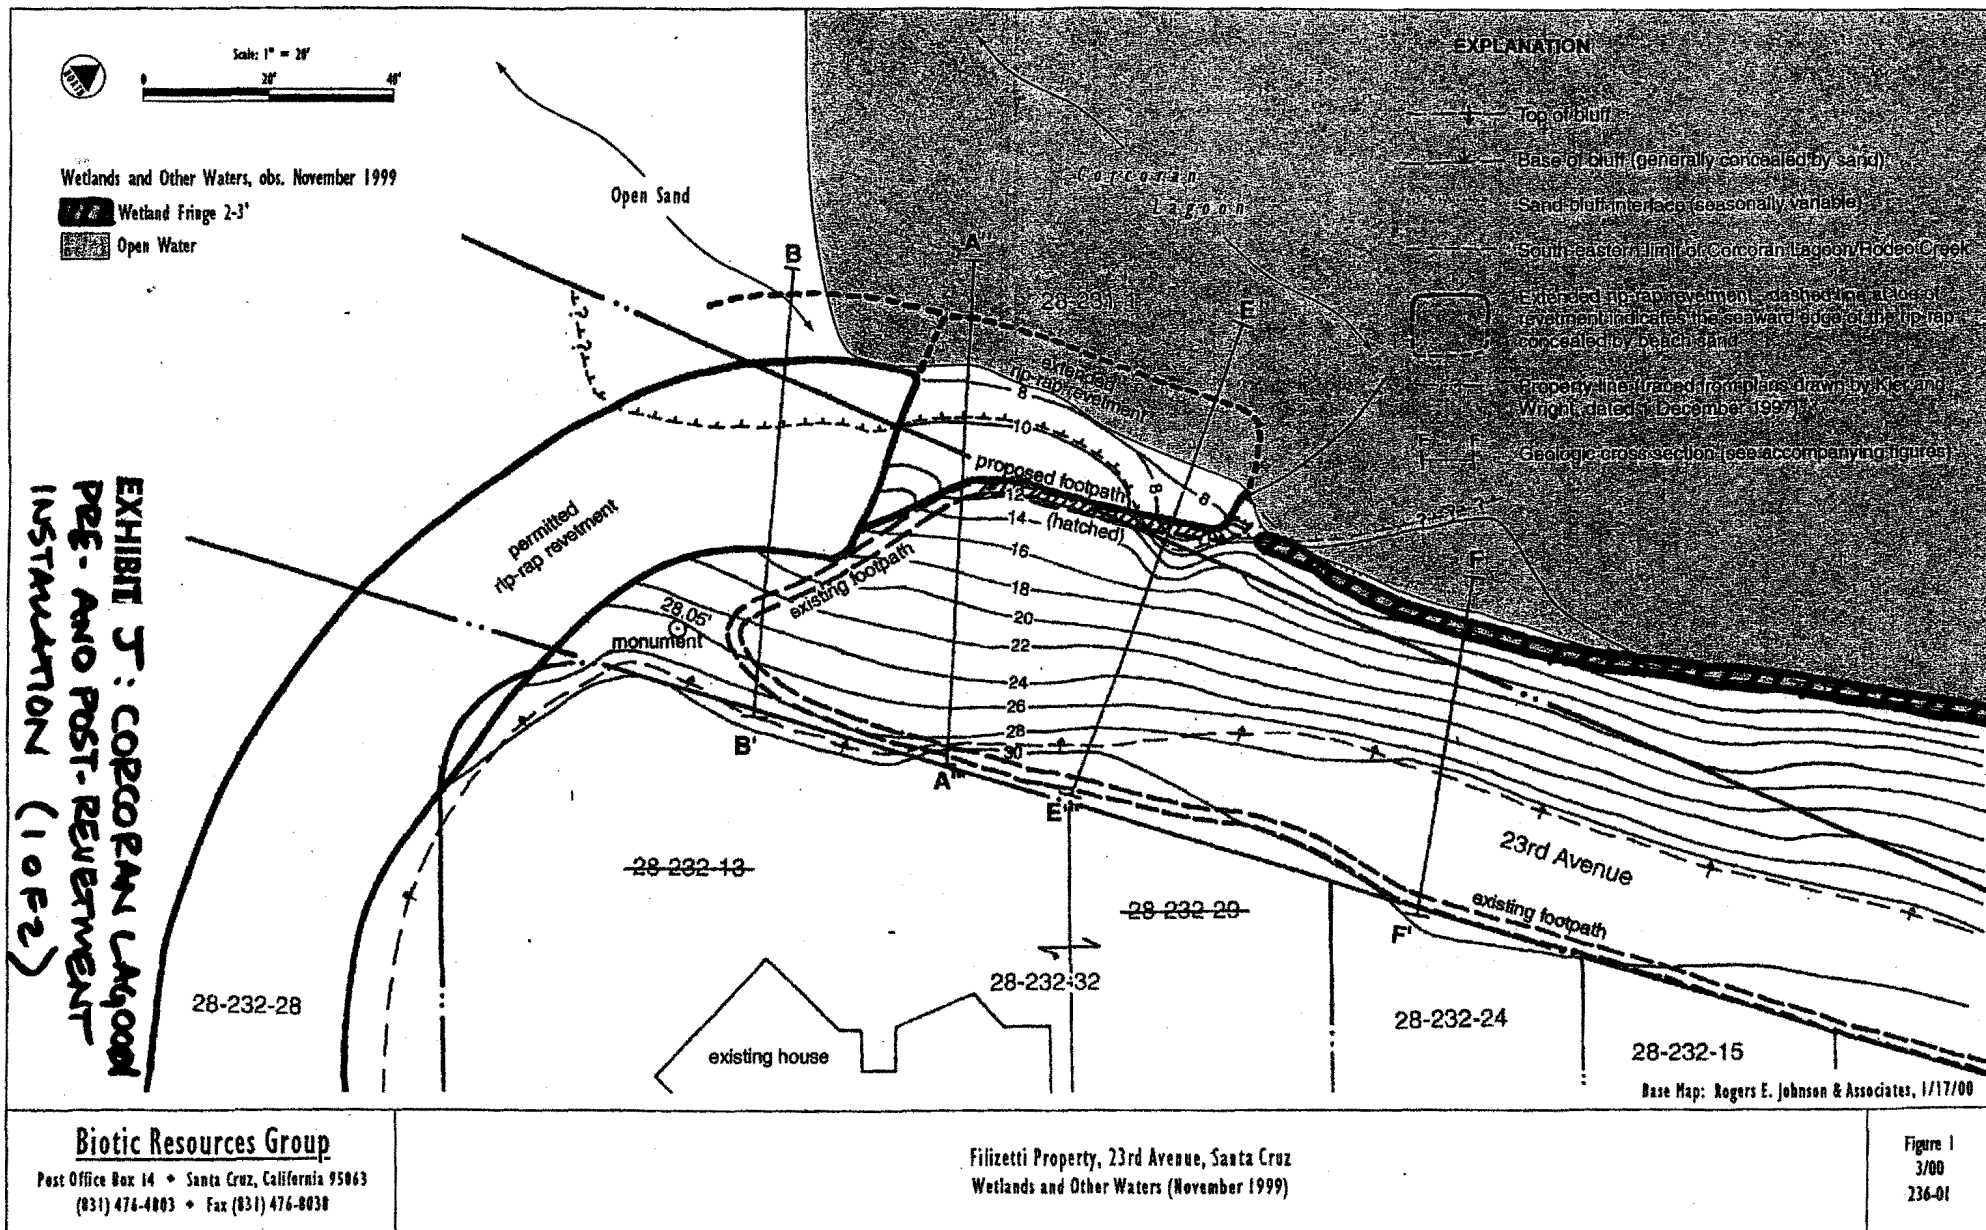 Scale: 1" = 20'
0 20' 40'
NORTH
Wetlands and Other Waters, obs. November 1999
Wetland Fringe 2-3'
Open Water
Open Sand
EXPLANATION
Top of bluff
Base of bluff (generally concealed by sand)
Sand-bluff interface (seasonally variable)
South-eastern limit of Corcoran Lagoon/Rodeo Creek
Extended rip-rap revetment - dashed line at toe of
revetment indicates the seaward edge of the rip-rap
concealed by beach sand
Property line (traced from plans drawn by Kier and
Wright, dated 1 December 1997)
Geologic cross section (see accompanying figures)
Corcoran
Lagoon
B
A"
E"
extended
rip-rap revetment
8
10
proposed footpath
8
8
12
14
(hatched)
16
18
20
22
24
26
28
30
permitted
rip-rap revetment
existing footpath
28.05'
monument
F
B'
A'''
E'''
F'
23rd Avenue
existing footpath
28-232-13
28-232-29
28-232-32
28-232-28
28-232-24
28-232-15
existing house
EXHIBIT J: CORCORAN LAGOON
PRE- AND POST-REVETMENT
INSTALLATION (1 OF 2)
Base Map: Rogers E. Johnson & Associates, 1/17/00
Biotic Resources Group
Post Office Box 14 ♦ Santa Cruz, California 95063
(831) 476-4803 ♦ Fax (831) 476-8038
Filizetti Property, 23rd Avenue, Santa Cruz
Wetlands and Other Waters (November 1999)
Figure 1
3/00
236-01